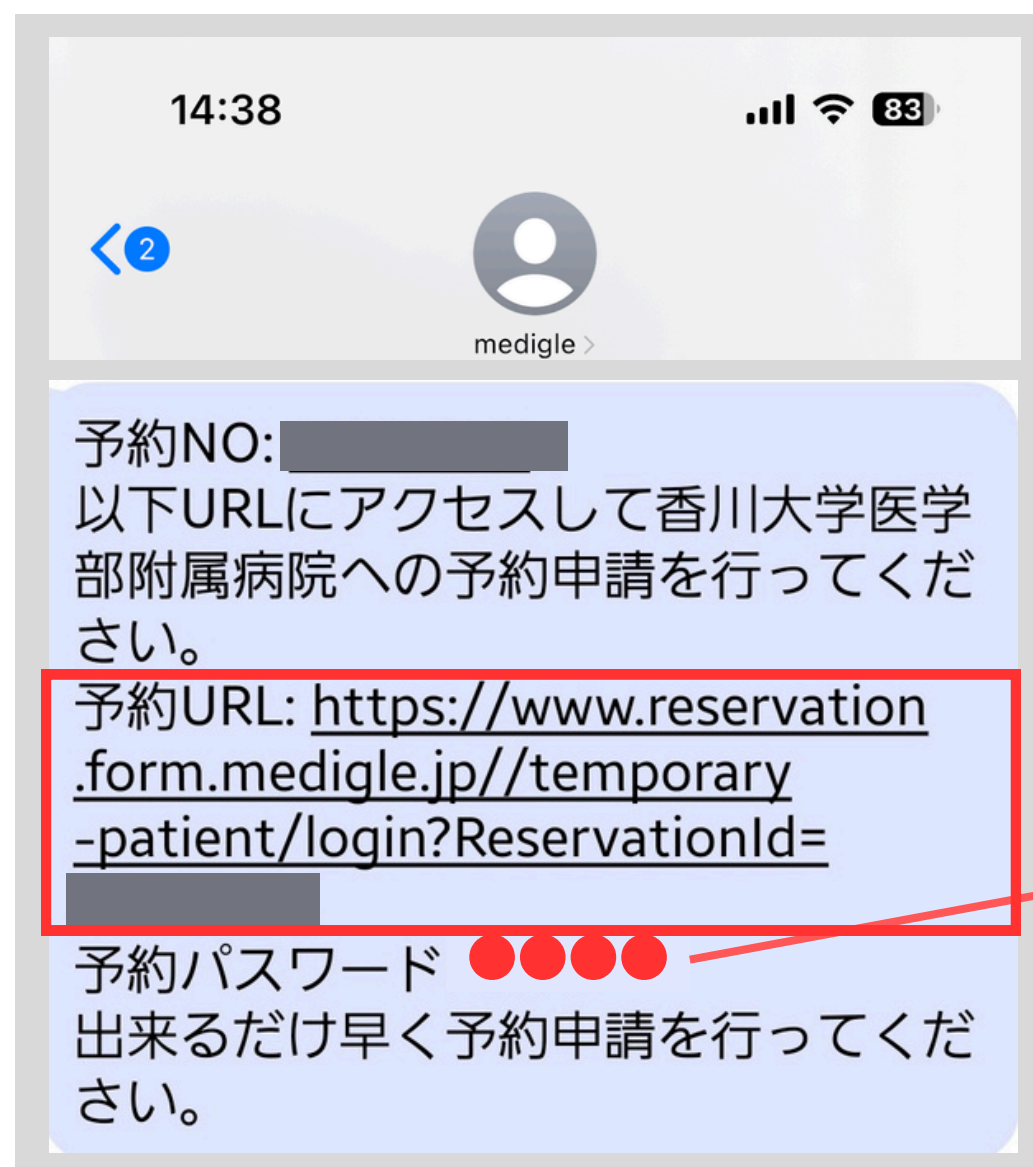 14:38
83
2
medigle
予約NO:
以下URLにアクセスして香川大学医学
部附属病院への予約申請を行ってくだ
さい。
予約URL: https://www.reservation
.form.medigle.jp//temporary
-patient/login?ReservationId=
予約パスワード
出来るだけ早く予約申請を行ってくだ
さい。